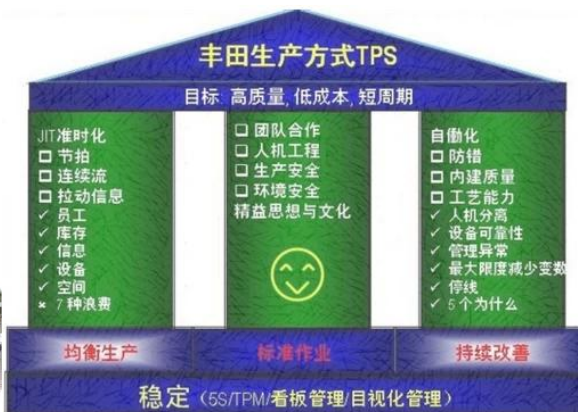 丰田生产方式TPS
目标: 高质量, 低成本, 短周期
JIT准时化
☐ 节拍
☐ 连续流
☐ 拉动信息
✓ 员工
✓ 库存
✓ 信息
✓ 设备
✓ 空间
× 7种浪费
☐ 团队合作
☐ 人机工程
☐ 生产安全
☐ 环境安全
精益思想与文化
自働化
☐ 防错
☐ 内建质量
☐ 工艺能力
✓ 人机分离
✓ 设备可靠性
✓ 管理异常
✓ 最大限度减少变数
✓ 停线
✓ 5个为什么
均衡生产
标准作业
持续改善
稳定（5S/TPM/看板管理/目视化管理）